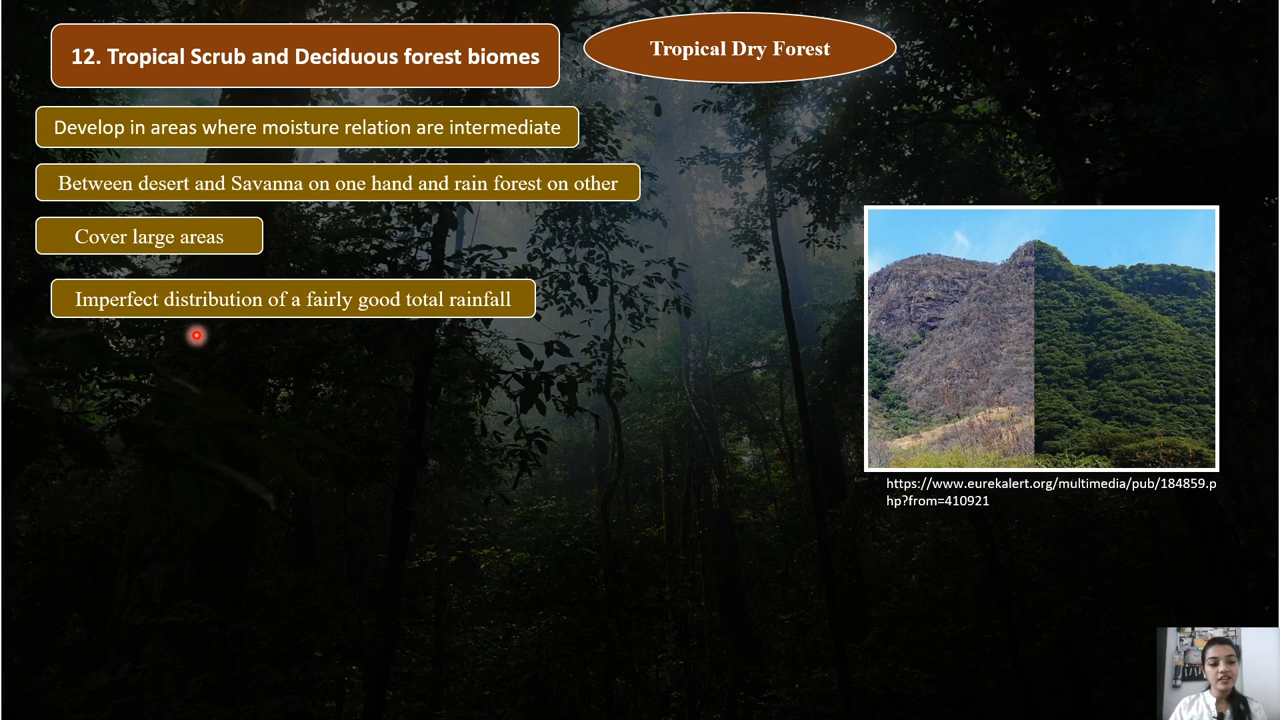 12. Tropical Scrub and Deciduous forest biomes
Tropical Dry Forest
Develop in areas where moisture relation are intermediate
Between desert and Savanna on one hand and rain forest on other
Cover large areas
Imperfect distribution of a fairly good total rainfall
https://www.eurekalert.org/multimedia/pub/184859.p
hp?from=410921